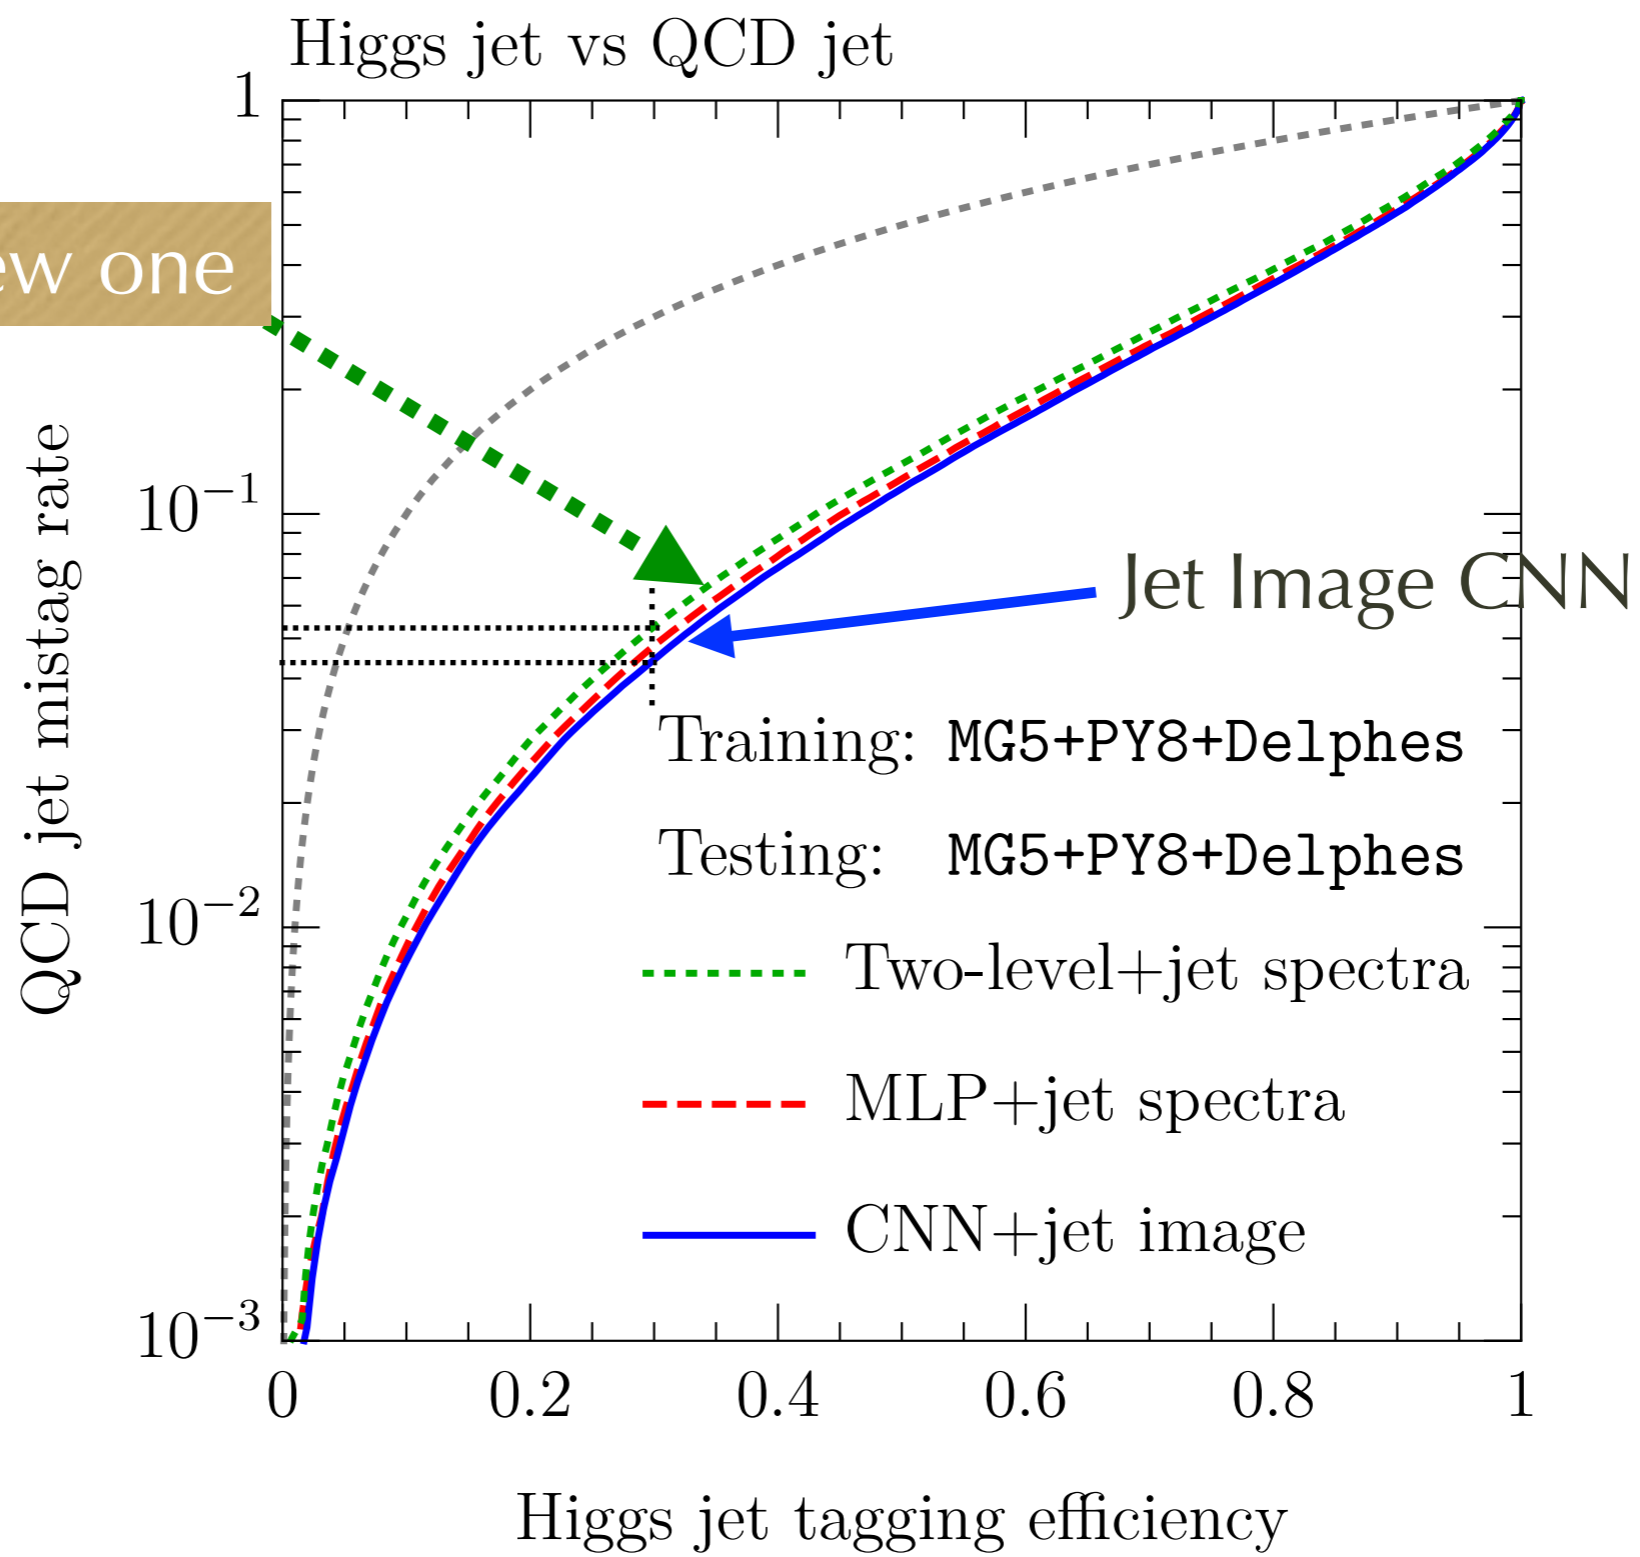 Higgs jet vs QCD jet
1
one
10⁻¹
10⁻²
10⁻³
QCD jet mistag rate
Jet Image CNN
Training: MG5+PY8+Delphes
Testing: MG5+PY8+Delphes
Two-level+jet spectra
MLP+jet spectra
CNN+jet image
0 0.2 0.4 0.6 0.8 1
Higgs jet tagging efficiency